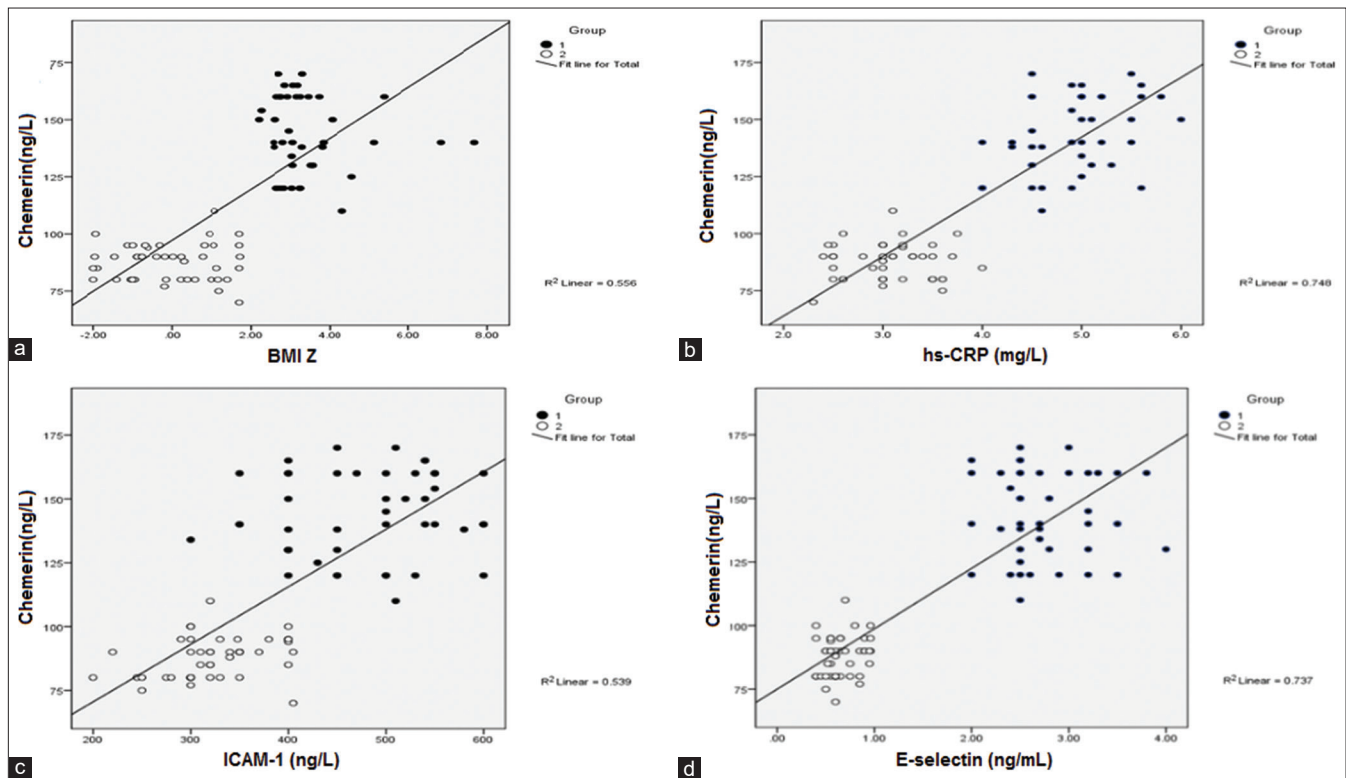 Group
1
2
Fit line for Total
75
150
125
100
75
Chemerin(ng/L)
-2.00 .00 2.00 4.00 6.00 8.00
BMI Z
R² Linear = 0.556
a
Group
1
2
Fit line for Total
175
150
125
100
75
Chemerin(ng/L)
2.0 3.0 4.0 5.0 6.0
hs-CRP (mg/L)
R² Linear = 0.748
b
Group
1
2
Fit line for Total
175
150
125
100
75
Chemerin(ng/L)
200 300 400 500 600
ICAM-1 (ng/L)
R² Linear = 0.539
c
Group
1
2
Fit line for Total
175
150
125
100
75
Chemerin(ng/L)
.00 1.00 2.00 3.00 4.00
E-selectin (ng/mL)
R² Linear = 0.737
d